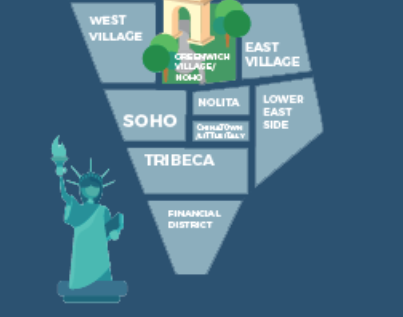 WEST
VILLAGE
GREENWICH
VILLAGE/
NOHO
EAST
VILLAGE
SOHO
NOLITA
CHINATOWN
/LITTLE ITALY
LOWER
EAST
SIDE
TRIBECA
FINANCIAL
DISTRICT